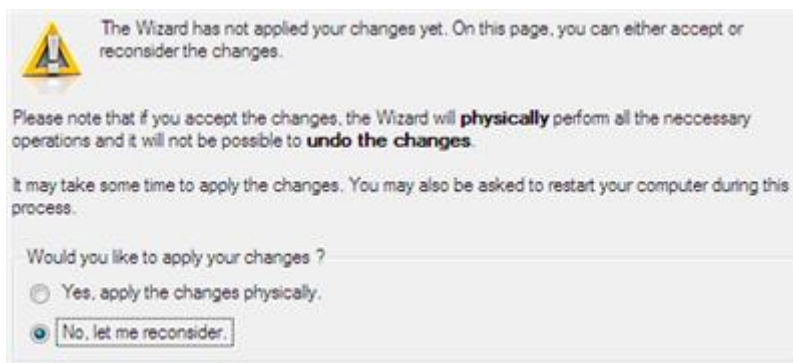 The Wizard has not applied your changes yet. On this page, you can either accept or
reconsider the changes.
Please note that if you accept the changes, the Wizard will physically perform all the neccessary
operations and it will not be possible to undo the changes.
It may take some time to apply the changes. You may also be asked to restart your computer during this
process.
Would you like to apply your changes ?
Yes, apply the changes physically.
No, let me reconsider.